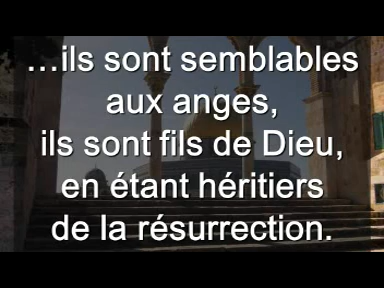 …ils sont semblables
aux anges,
ils sont fils de Dieu,
en étant héritiers
de la résurrection.